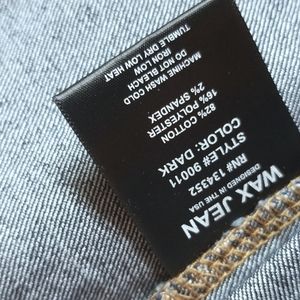 WAX JEAN
DESIGNED IN THE USA
RN# 134352
STYLE# 90011
COLOR: DARK
82% COTTON
16% POLYESTER
2% SPANDEX
MACHINE WASH COLD
DO NOT BLEACH
IRON LOW
TUMBLE DRY LOW HEAT